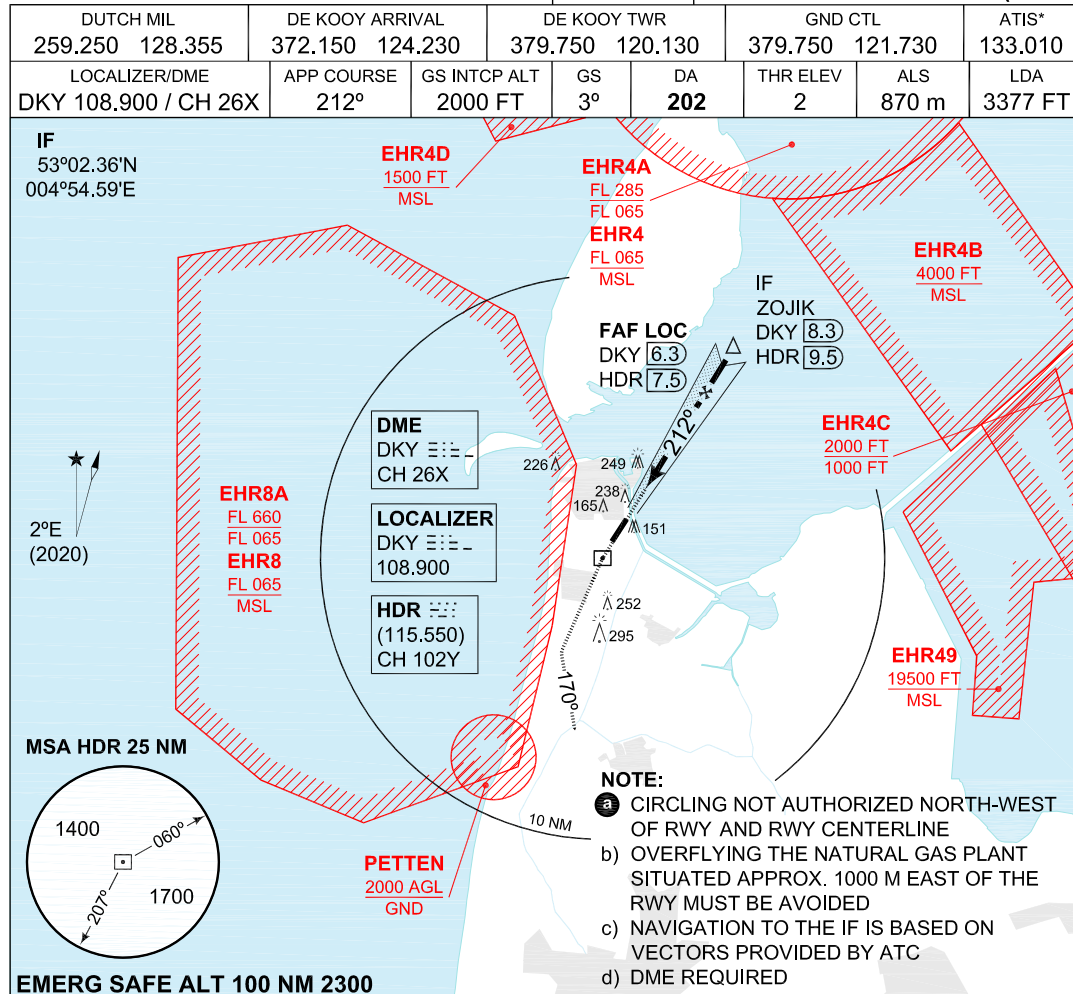 DUTCH MIL
259.250 128.355
DE KOOY ARRIVAL
372.150 124.230
DE KOOY TWR
379.750 120.130
GND CTL
379.750 121.730
ATIS*
133.010
LOCALIZER/DME
DKY 108.900 / CH 26X
APP COURSE
212º
GS INTCP ALT
2000 FT
GS
3º
DA
202
THR ELEV
2
ALS
870 m
LDA
3377 FT
IF
53º02.36'N
004º54.59'E
EHR4D
1500 FT
MSL
EHR4A
FL 285
FL 065
EHR4
FL 065
MSL
EHR4B
4000 FT
MSL
IF
ZOJIK
DKY 8.3
HDR 9.5
FAF LOC
DKY 6.3
HDR 7.5
212º
EHR4C
2000 FT
1000 FT
DME
DKY
CH 26X
LOCALIZER
DKY
108.900
HDR
(115.550)
CH 102Y
226
249
238
165
151
252
295
2ºE
(2020)
EHR8A
FL 660
FL 065
EHR8
FL 065
MSL
EHR49
19500 FT
MSL
170º
10 NM
PETTEN
2000 AGL
GND
MSA HDR 25 NM
1400
060º
1700
207º
EMERG SAFE ALT 100 NM 2300
NOTE:
a CIRCLING NOT AUTHORIZED NORTH-WEST
OF RWY AND RWY CENTERLINE
b) OVERFLYING THE NATURAL GAS PLANT
SITUATED APPROX. 1000 M EAST OF THE
RWY MUST BE AVOIDED
c) NAVIGATION TO THE IF IS BASED ON
VECTORS PROVIDED BY ATC
d) DME REQUIRED